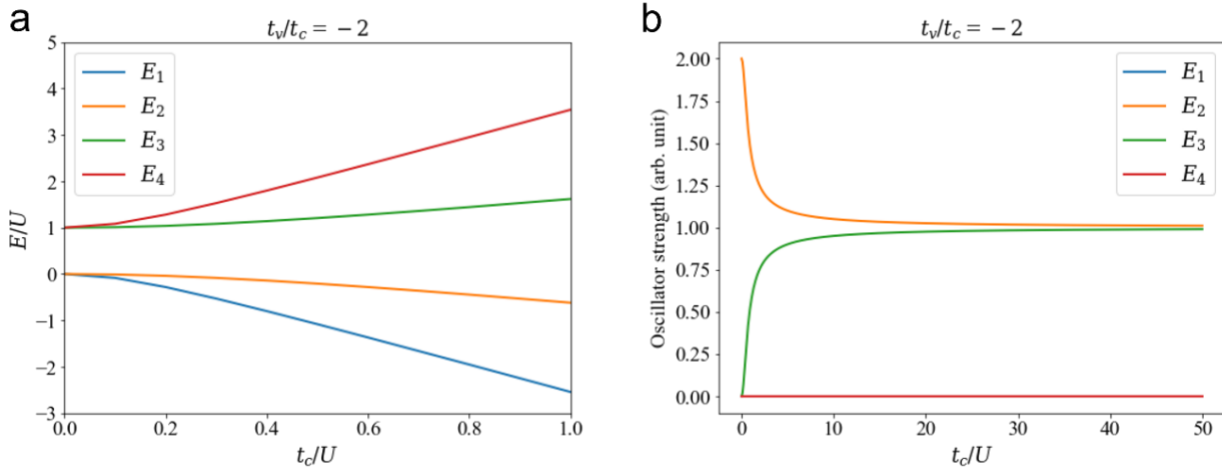 a
t_v/t_c = −2
5
4
3
2
1
0
−1
−2
−3
E/U
E_1
E_2
E_3
E_4
0.0 0.2 0.4 0.6 0.8 1.0
t_c/U
b
t_v/t_c = −2
2.00
1.75
1.50
1.25
1.00
0.75
0.50
0.25
0.00
Oscillator strength (arb. unit)
E_1
E_2
E_3
E_4
0 10 20 30 40 50
t_c/U